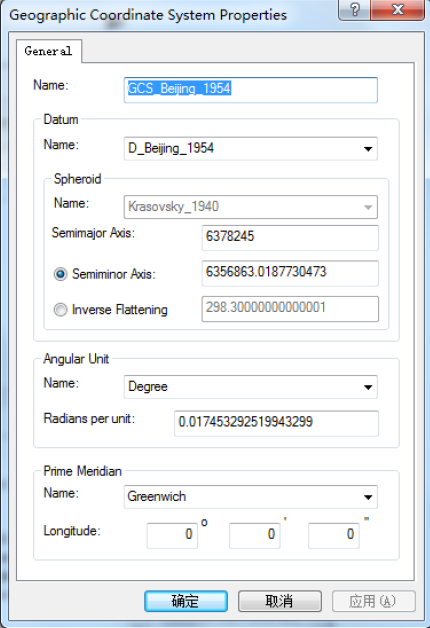 Geographic Coordinate System Properties
General
Name: GCS_Beijing_1954
Datum
Name: D_Beijing_1954
Spheroid
Name: Krasovsky_1940
Semimajor Axis: 6378245
Semiminor Axis: 6356863.0187730473
Inverse Flattening 298.30000000000001
Angular Unit
Name: Degree
Radians per unit: 0.017453292519943299
Prime Meridian
Name: Greenwich
Longitude: 0 ° 0 ' 0 "
确定 取消 应用(A)